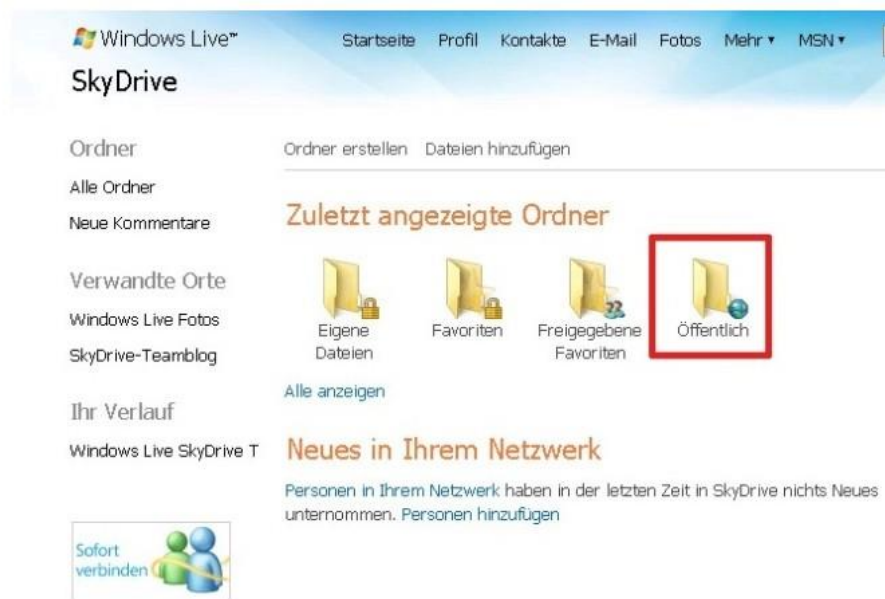 Windows Live™
Startseite Profil Kontakte E-Mail Fotos Mehr MSN
SkyDrive
Ordner
Alle Ordner
Neue Kommentare
Verwandte Orte
Windows Live Fotos
SkyDrive-Teamblog
Ihr Verlauf
Windows Live SkyDrive T
Sofort
verbinden
Ordner erstellen Dateien hinzufügen
Zuletzt angezeigte Ordner
Eigene
Dateien
Favoriten
Freigegebene
Favoriten
Öffentlich
Alle anzeigen
Neues in Ihrem Netzwerk
Personen in Ihrem Netzwerk haben in der letzten Zeit in SkyDrive nichts Neues
unternommen. Personen hinzufügen